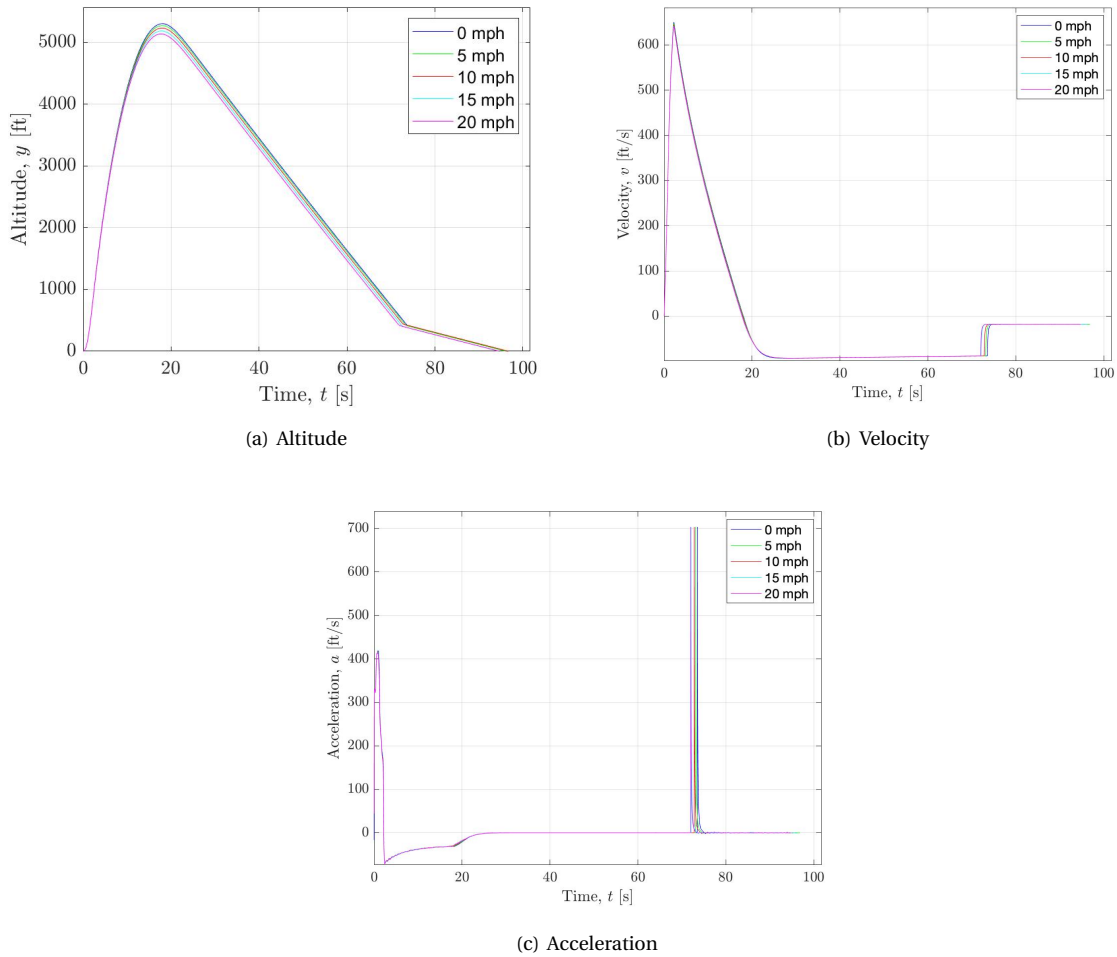 5000
4000
3000
2000
1000
0
0
20
40
60
80
100
Altitude, y [ft]
Time, t [s]
0 mph
5 mph
10 mph
15 mph
20 mph
(a) Altitude
600
500
400
300
200
100
0
0
20
40
60
80
100
Velocity, v [ft/s]
Time, t [s]
0 mph
5 mph
10 mph
15 mph
20 mph
(b) Velocity
700
600
500
400
300
200
100
0
0
20
40
60
80
100
Acceleration, a [ft/s]
Time, t [s]
0 mph
5 mph
10 mph
15 mph
20 mph
(c) Acceleration